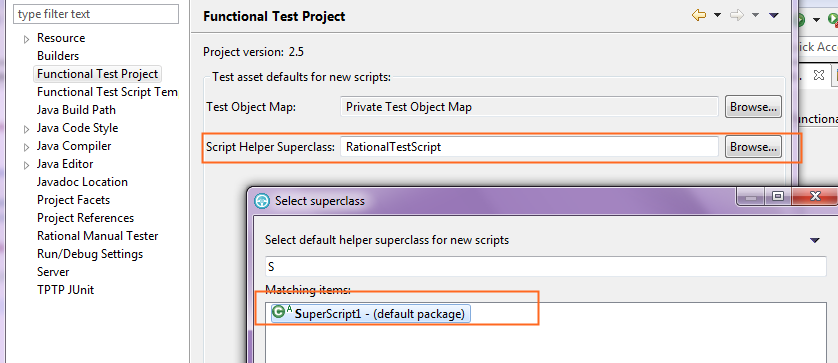 type filter text
Resource
Builders
Functional Test Project
Functional Test Script Tem
Java Build Path
Java Code Style
Java Compiler
Java Editor
Javadoc Location
Project Facets
Project References
Rational Manual Tester
Run/Debug Settings
Server
TPTP JUnit
Functional Test Project
Project version: 2.5
Test asset defaults for new scripts:
Test Object Map: Private Test Object Map Browse...
Script Helper Superclass: RationalTestScript Browse...
Select superclass
Select default helper superclass for new scripts
S
Matching items:
A SuperScript1 - (default package)
ick Acce
unctional